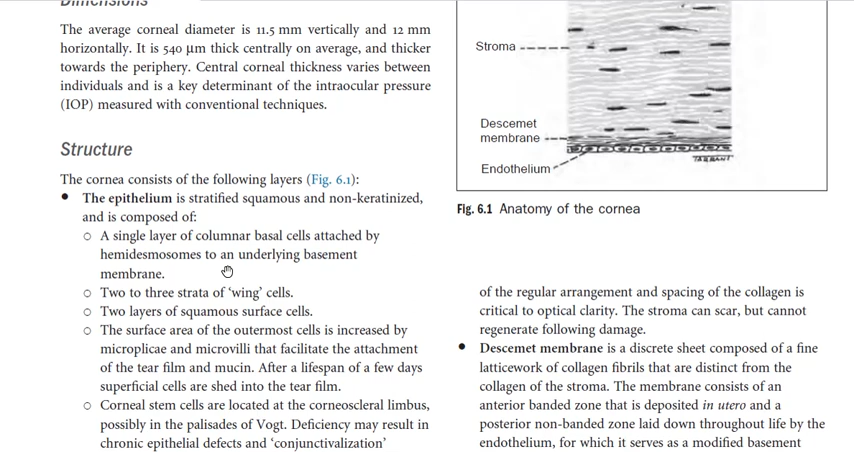 Dimensions
The average corneal diameter is 11.5 mm vertically and 12 mm
horizontally. It is 540 μm thick centrally on average, and thicker
towards the periphery. Central corneal thickness varies between
individuals and is a key determinant of the intraocular pressure
(IOP) measured with conventional techniques.
Structure
The cornea consists of the following layers (Fig. 6.1):
• The epithelium is stratified squamous and non-keratinized,
and is composed of:
○ A single layer of columnar basal cells attached by
hemidesmosomes to an underlying basement
membrane.
○ Two to three strata of ‘wing’ cells.
○ Two layers of squamous surface cells.
○ The surface area of the outermost cells is increased by
microplicae and microvilli that facilitate the attachment
of the tear film and mucin. After a lifespan of a few days
superficial cells are shed into the tear film.
○ Corneal stem cells are located at the corneoscleral limbus,
possibly in the palisades of Vogt. Deficiency may result in
chronic epithelial defects and ‘conjunctivalization’
Stroma
Descemet
membrane
Endothelium
TARRANT
Fig. 6.1 Anatomy of the cornea
of the regular arrangement and spacing of the collagen is
critical to optical clarity. The stroma can scar, but cannot
regenerate following damage.
• Descemet membrane is a discrete sheet composed of a fine
latticework of collagen fibrils that are distinct from the
collagen of the stroma. The membrane consists of an
anterior banded zone that is deposited in utero and a
posterior non-banded zone laid down throughout life by the
endothelium, for which it serves as a modified basement